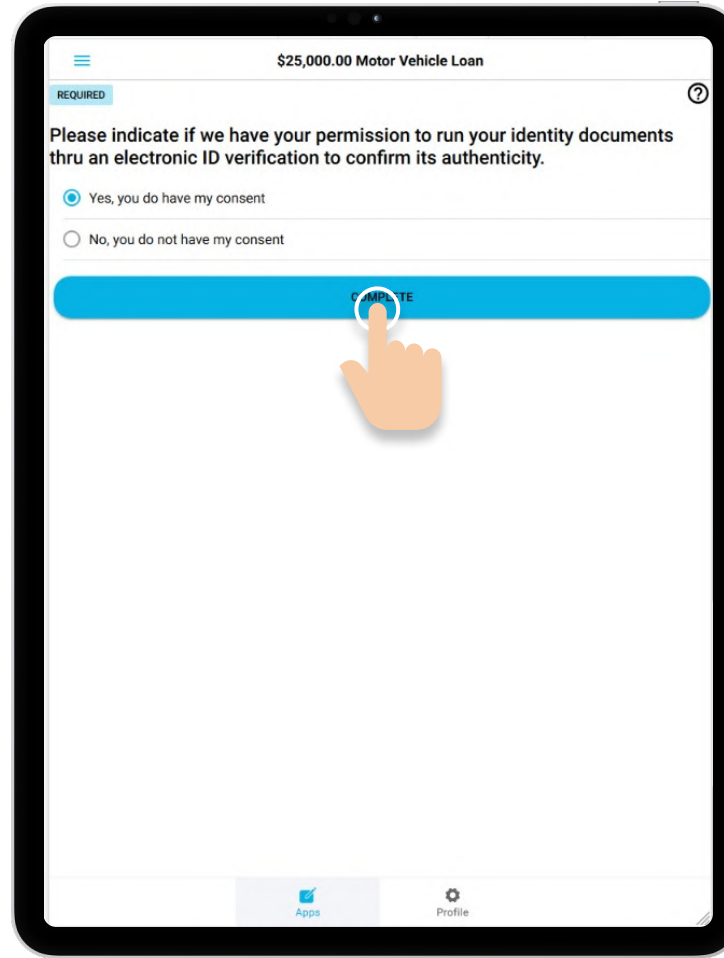 $25,000.00 Motor Vehicle Loan
REQUIRED
Please indicate if we have your permission to run your identity documents
thru an electronic ID verification to confirm its authenticity.
Yes, you do have my consent
No, you do not have my consent
COMPLETE
Apps
Profile